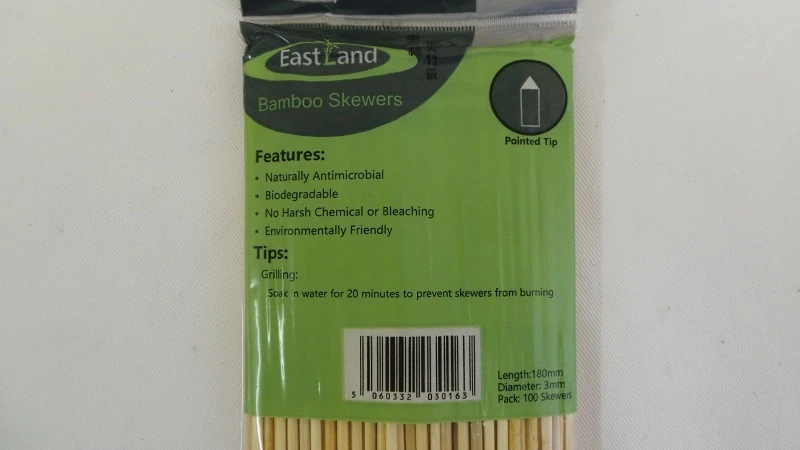 EastLand
Bamboo Skewers
Pointed Tip
Features:
• Naturally Antimicrobial
• Biodegradable
• No Harsh Chemical or Bleaching
• Environmentally Friendly
Tips:
Grilling:
Soak in water for 20 minutes to prevent skewers from burning
5 060332 030163
Length:180mm
Diameter: 3mm
Pack: 100 Skewers